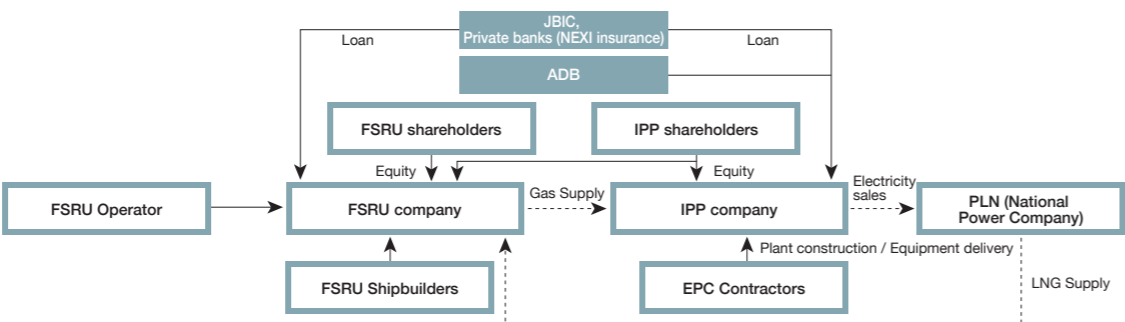 JBIC,
Private banks (NEXI insurance)
Loan
Loan
ADB
FSRU shareholders
IPP shareholders
Equity
Equity
FSRU Operator
FSRU company
Gas Supply
IPP company
Electricity
sales
PLN (National
Power Company)
Plant construction / Equipment delivery
FSRU Shipbuilders
EPC Contractors
LNG Supply